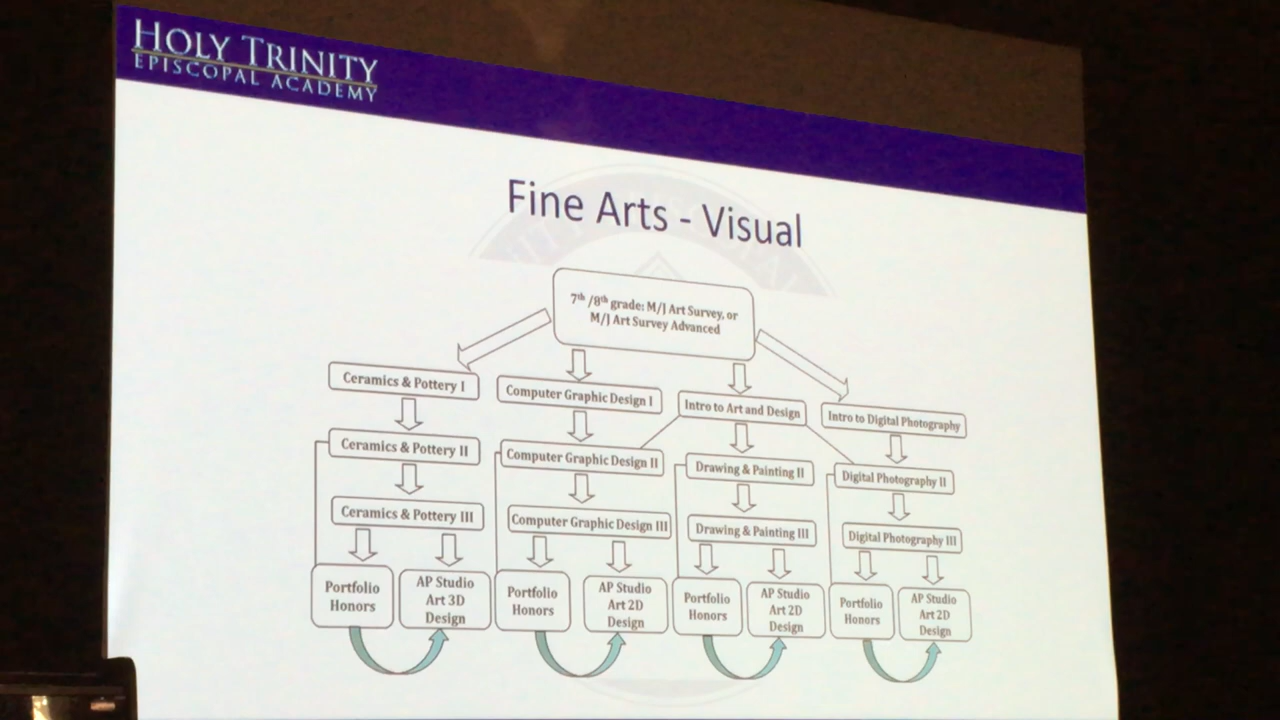 HOLY TRINITY
EPISCOPAL ACADEMY
Fine Arts - Visual
7th /8th grade: M/J Art Survey, or
M/J Art Survey Advanced
Ceramics & Pottery I
Computer Graphic Design I
Intro to Art and Design
Intro to Digital Photography
Ceramics & Pottery II
Computer Graphic Design II
Drawing & Painting II
Digital Photography II
Ceramics & Pottery III
Computer Graphic Design III
Drawing & Painting III
Digital Photography III
Portfolio
Honors
AP Studio
Art 3D
Design
Portfolio
Honors
AP Studio
Art 2D
Design
Portfolio
Honors
AP Studio
Art 2D
Design
Portfolio
Honors
AP Studio
Art 2D
Design